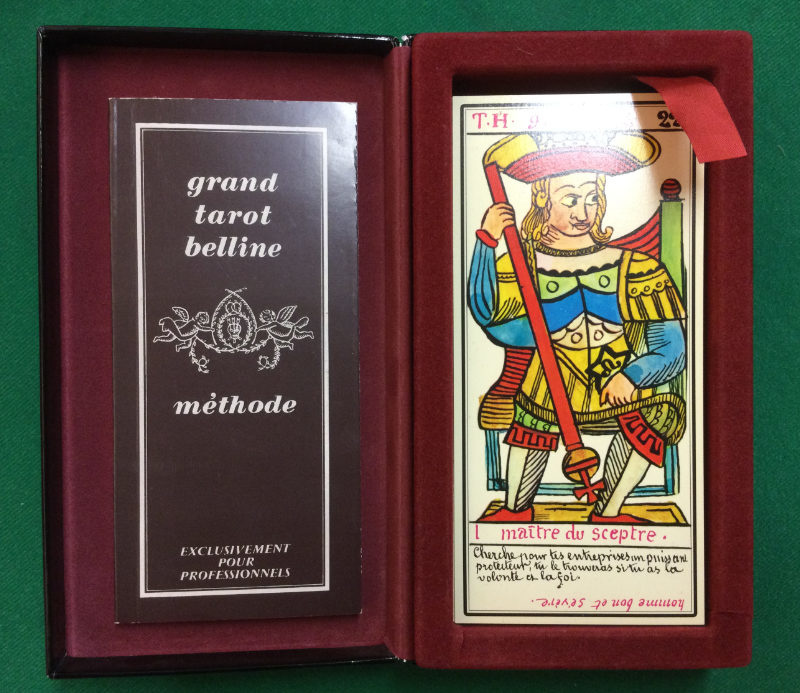 grand
tarot
belline
méthode
EXCLUSIVEMENT
POUR
PROFESSIONNELS
T.H. 9
1 maître du sceptre.
Cherche pour tes entreprises un puissant
protecteur, tu le trouveras si tu as la
volonté et la foi.
homme bon et sévère.